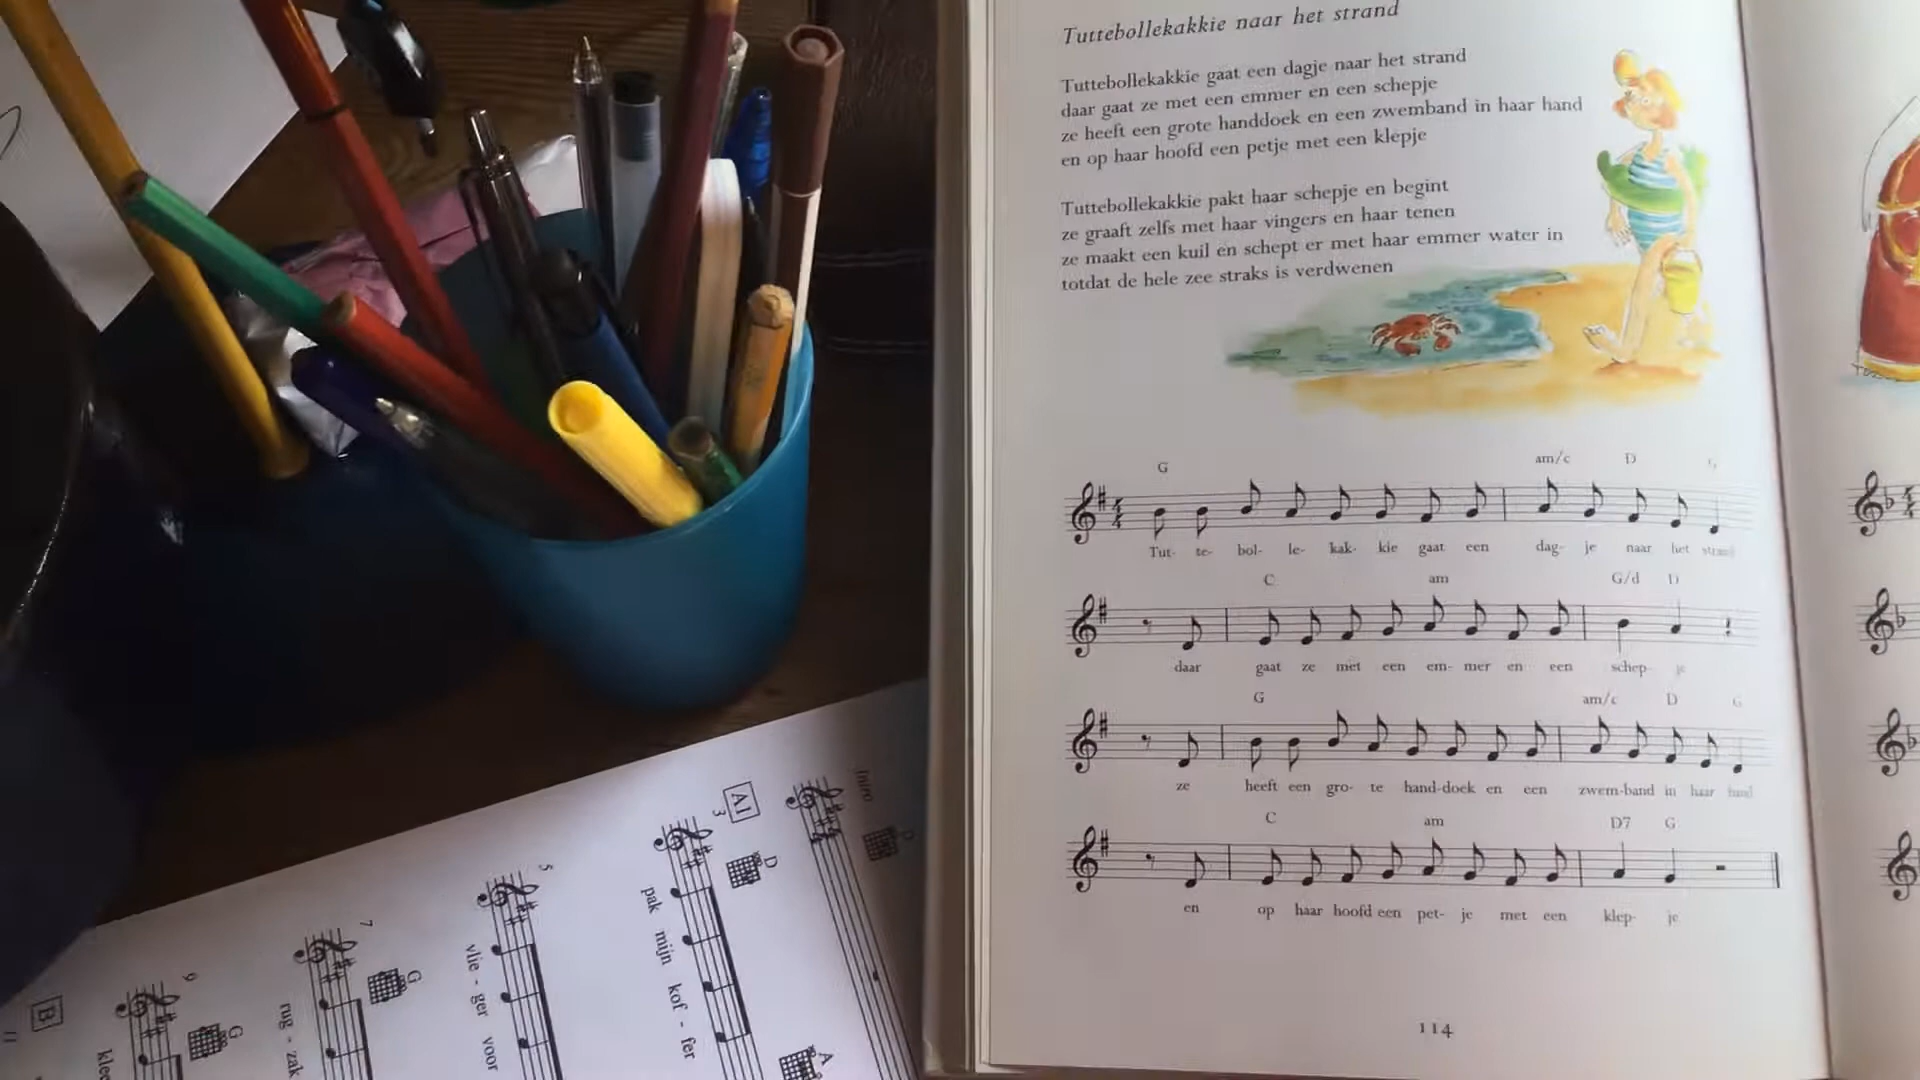 Tuttebollekakkie naar het strand
Tuttebollekakkie gaat een dagje naar het strand
daar gaat ze met een emmer en een schepje
ze heeft een grote handdoek en een zwemband in haar hand
en op haar hoofd een petje met een klepje
Tuttebollekakkie pakt haar schepje en begint
ze graaft zelfs met haar vingers en haar tenen
ze maakt een kuil en schept er met haar emmer water in
totdat de hele zee straks is verdwenen
G am/c D G
Tut- te- bol- le- kak- kie gaat een dag- je naar het strand
C am G/d D
daar gaat ze met een em- mer en een schep- je
G am/c D G
ze heeft een gro- te hand-doek en een zwem-band in haar hand
C am D7 G
en op haar hoofd een pet- je met een klep- je
114
Intro
D
A1
3
D
A
pak mijn kof - fer
5
vlie - ger voor
7
G
rug - zak
9
G
B
11